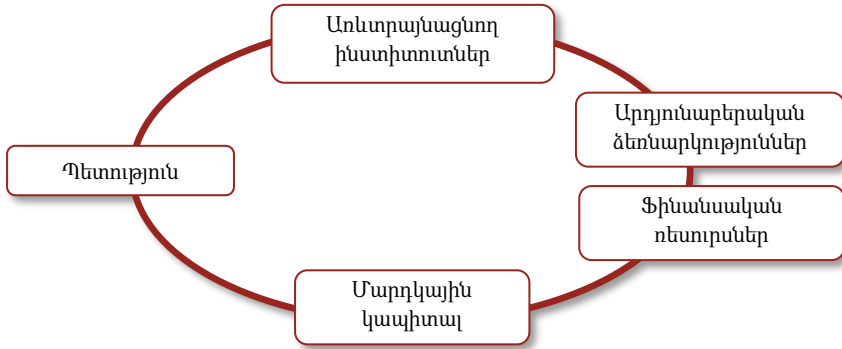 Առևտրայնացնող
ինստիտուտներ
Արդյունաբերական
ձեռնարկություններ
Պետություն
Ֆինանսական
ռեսուրսներ
Մարդկային
կապիտալ